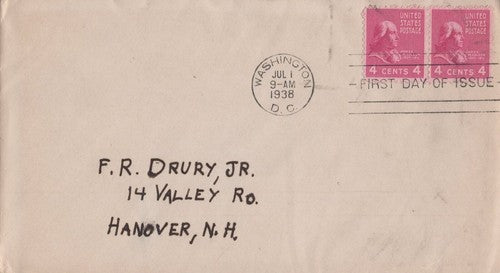 UNITED
STATES
POSTAGE
4 CENTS 4
UNITED
STATES
POSTAGE
4 CENTS 4
WASHINGTON
JUL 1
9-AM
1938
D.C.
FIRST DAY OF ISSUE
F. R. DRURY, JR.
14 VALLEY RD.
HANOVER, N. H.